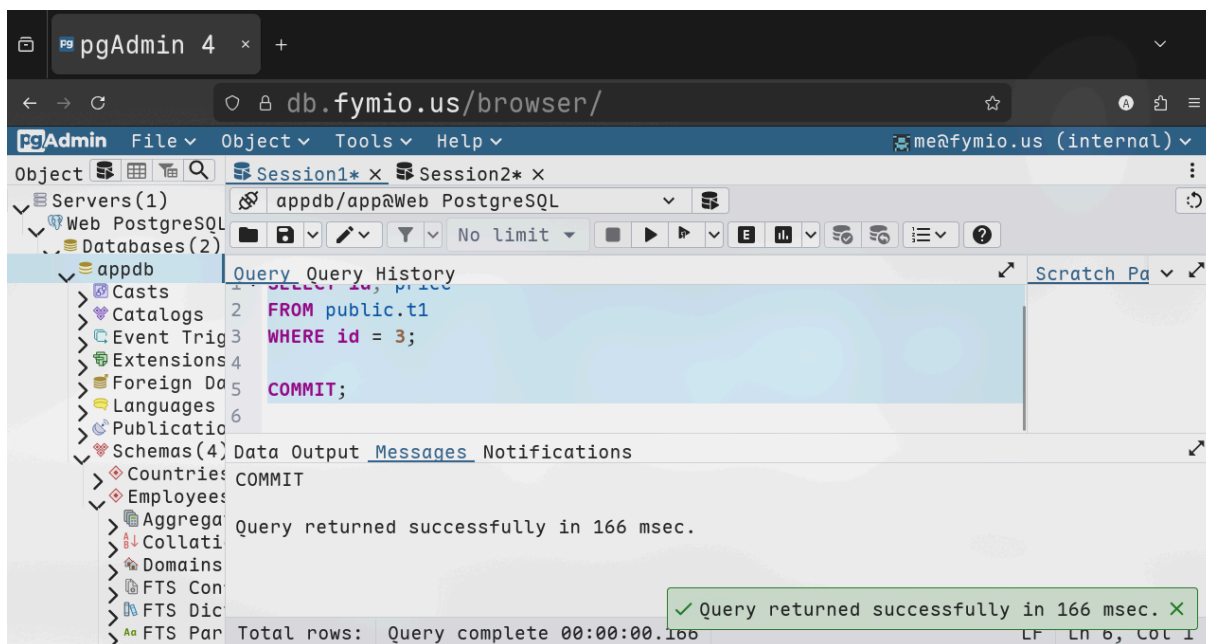 pgAdmin 4
db.fymio.us/browser/
pgAdmin File Object Tools Help me@fymio.us (internal)
Object Session1* Session2*
Servers(1)
appdb/app@Web PostgreSQL
Web PostgreSQL
No limit
Databases(2)
appdb
Query Query History Scratch Pa
Casts
Catalogs
Event Trig
Extensions
Foreign Da
Languages
Publicatio
Schemas(4)
Countries
Employees
Aggrega
Collati
Domains
FTS Con
FTS Dic
FTS Par
1 SELECT id, price
2 FROM public.t1
3 WHERE id = 3;
4
5 COMMIT;
6
Data Output Messages Notifications
COMMIT
Query returned successfully in 166 msec.
Query returned successfully in 166 msec.
Total rows: Query complete 00:00:00.166 LF Ln 6, Col 1